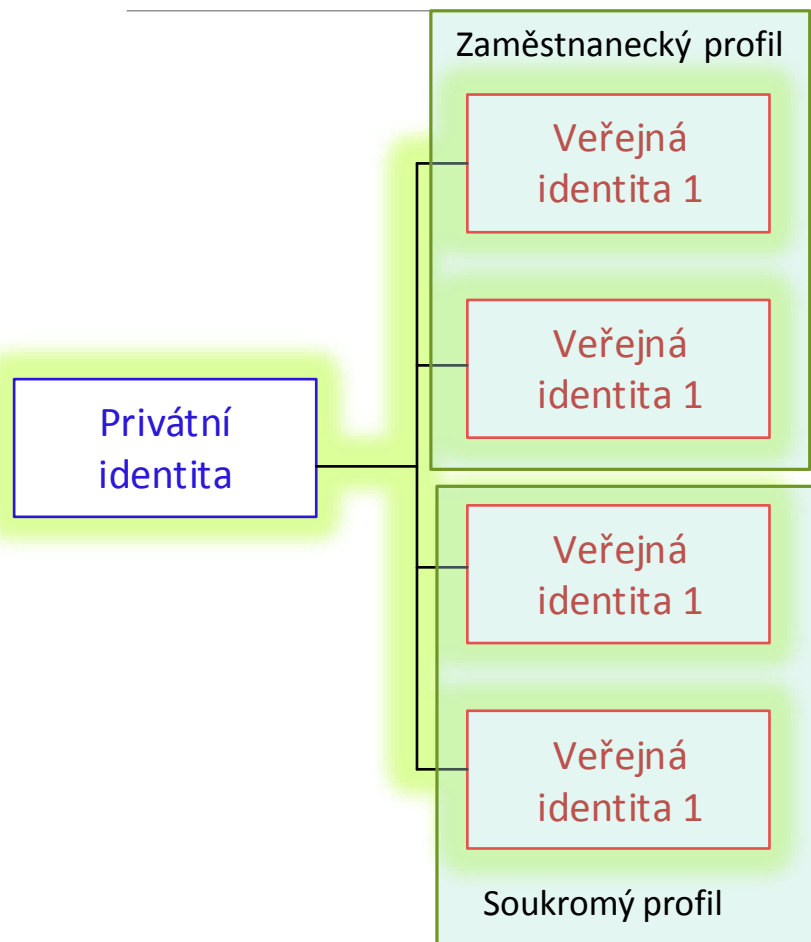 Zaměstnanecký profil
Veřejná
identita 1
Veřejná
identita 1
Privátní
identita
Veřejná
identita 1
Veřejná
identita 1
Soukromý profil